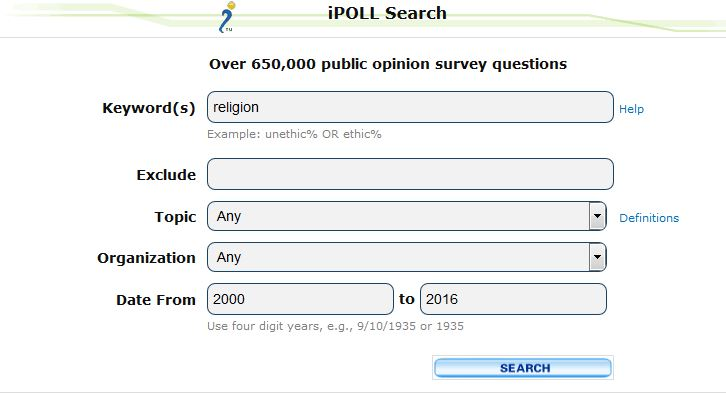 iPOLL Search
TM
Over 650,000 public opinion survey questions
Keyword(s) religion Help
Example: unethic% OR ethic%
Exclude
Topic Any Definitions
Organization Any
Date From 2000 to 2016
Use four digit years, e.g., 9/10/1935 or 1935
SEARCH